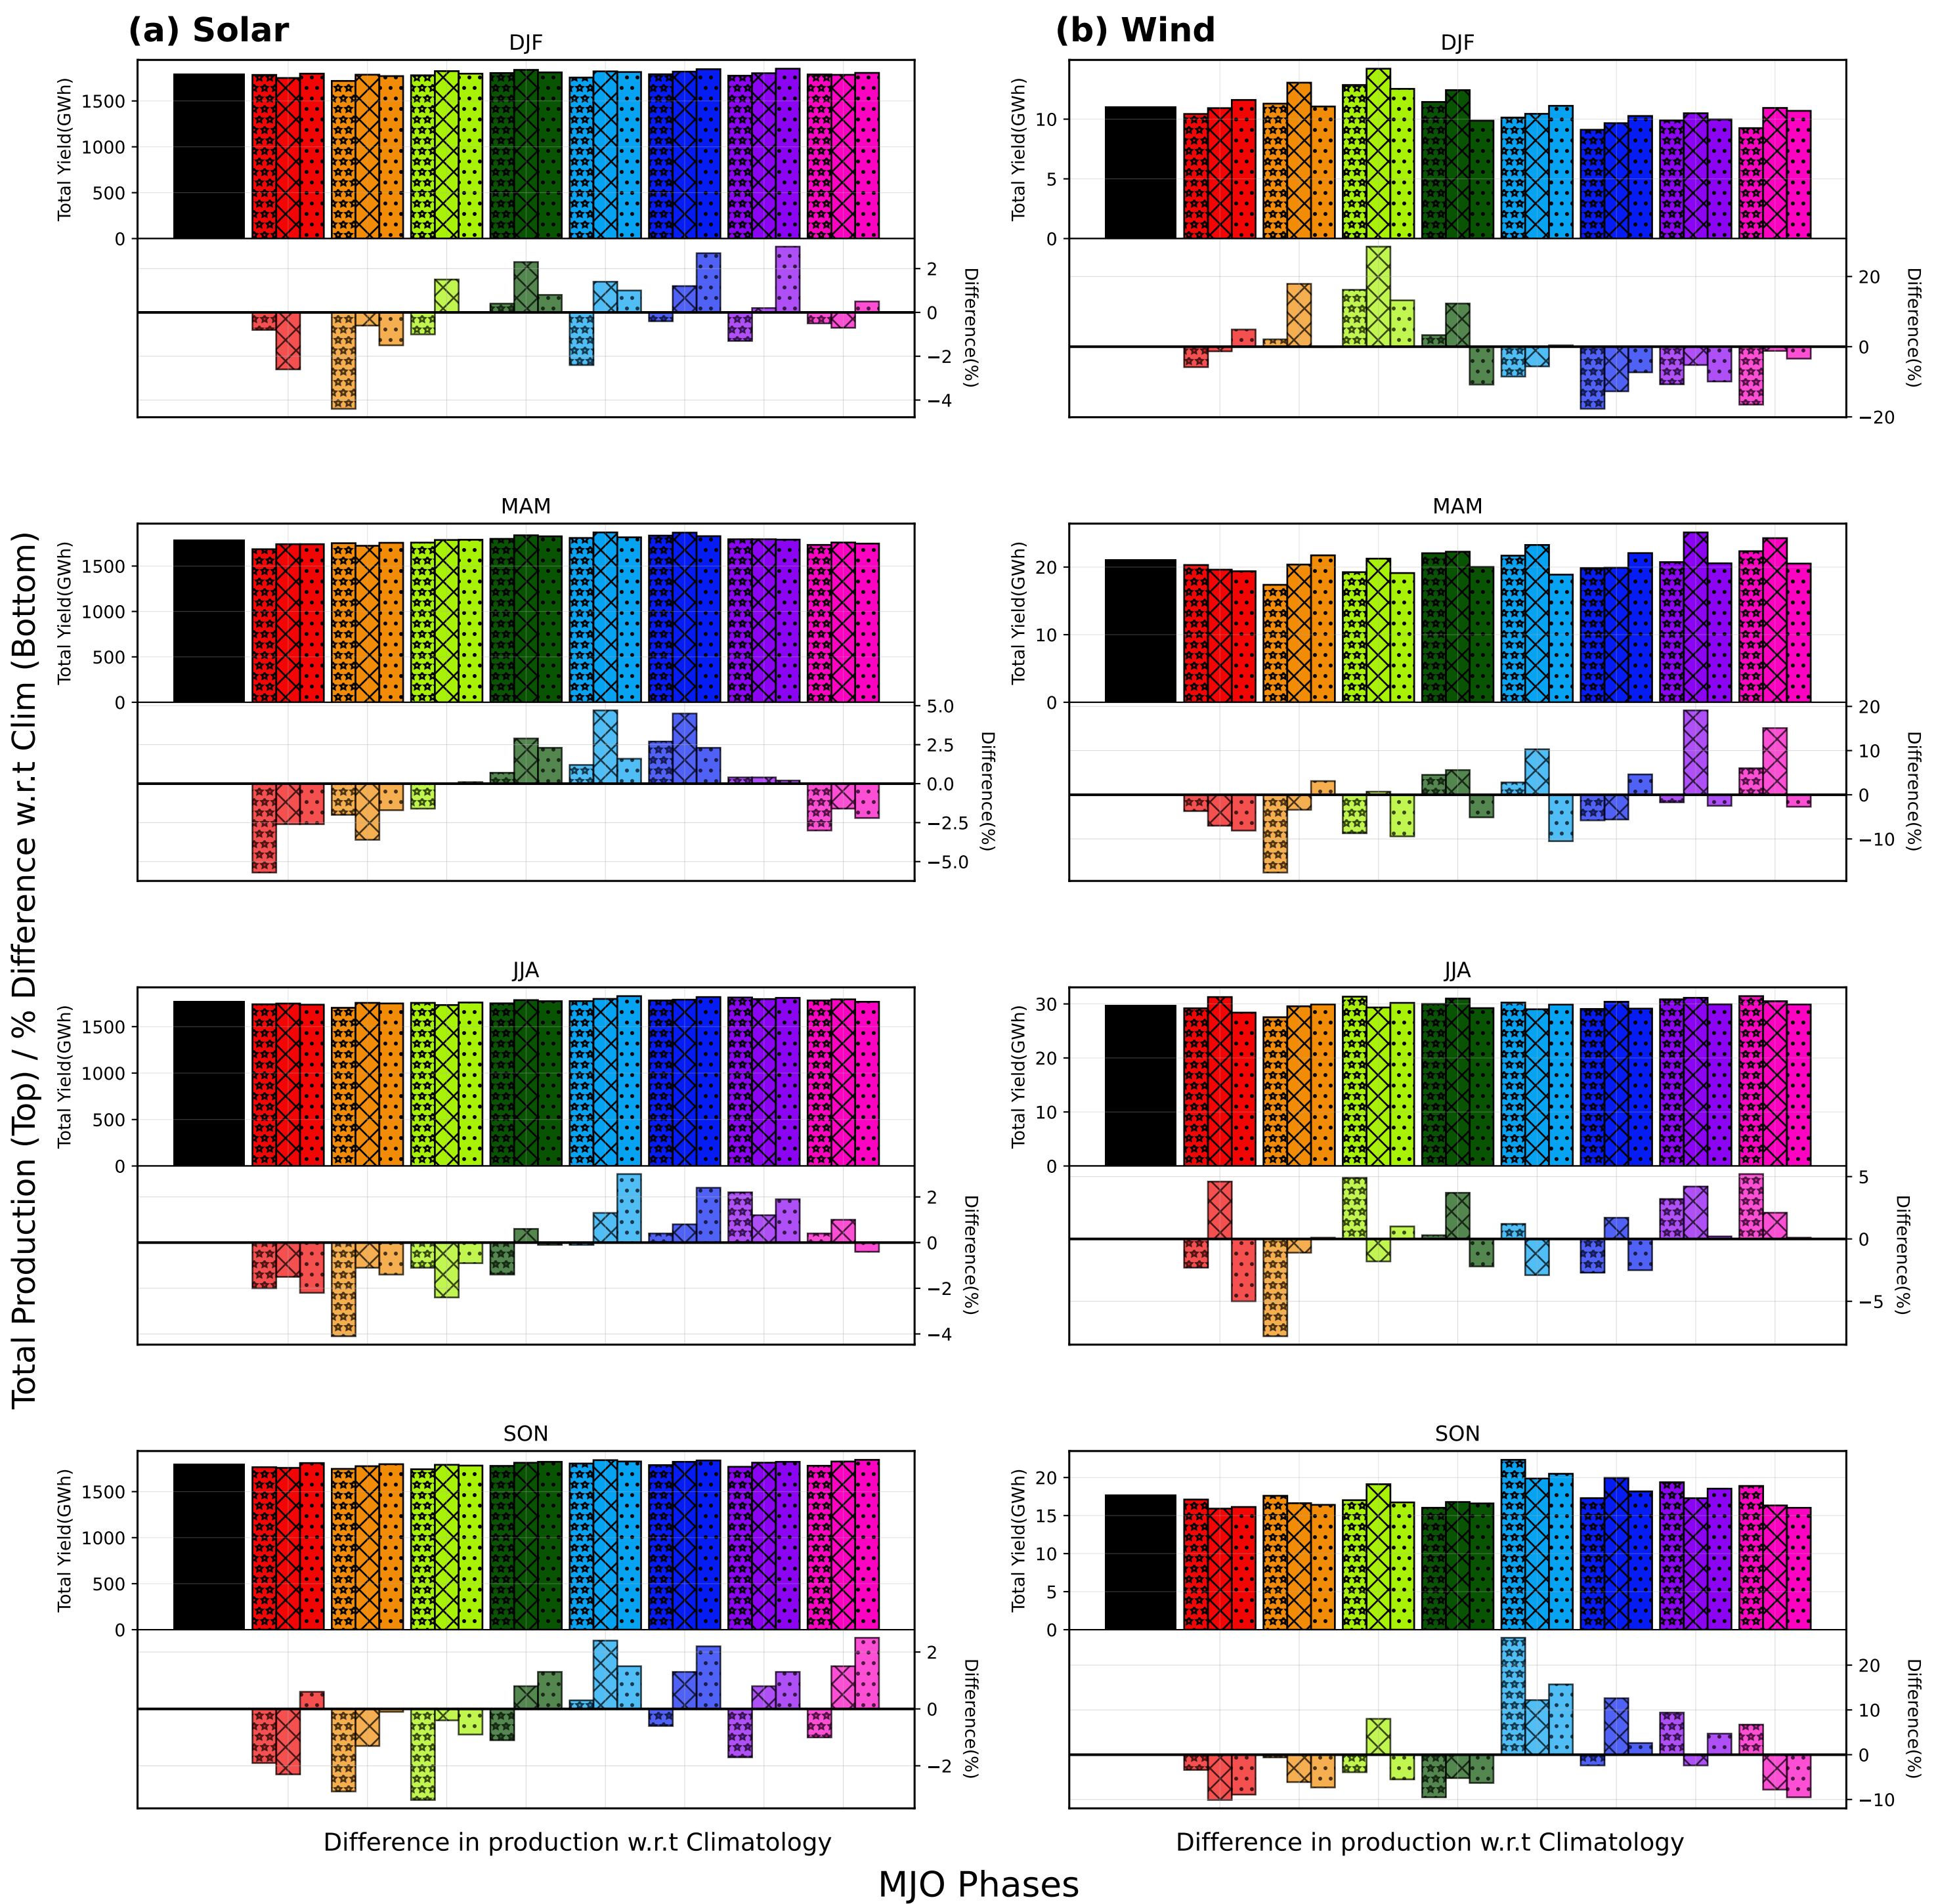 (a) Solar
(b) Wind
Total Production (Top) / % Difference w.r.t Clim (Bottom)
DJF
Total Yield(GWh)
1500
1000
500
0
2
0
−2
−4
Difference(%)
DJF
Total Yield(GWh)
10
5
0
20
0
−20
Difference(%)
MAM
Total Yield(GWh)
1500
1000
500
0
5.0
2.5
0.0
−2.5
−5.0
Difference(%)
MAM
Total Yield(GWh)
20
10
0
20
10
0
−10
Difference(%)
JJA
Total Yield(GWh)
1500
1000
500
0
2
0
−2
−4
Difference(%)
JJA
Total Yield(GWh)
30
20
10
0
5
0
−5
Difference(%)
SON
Total Yield(GWh)
1500
1000
500
0
2
0
−2
Difference(%)
SON
Total Yield(GWh)
20
15
10
5
0
20
10
0
−10
Difference(%)
Difference in production w.r.t Climatology
Difference in production w.r.t Climatology
MJO Phases